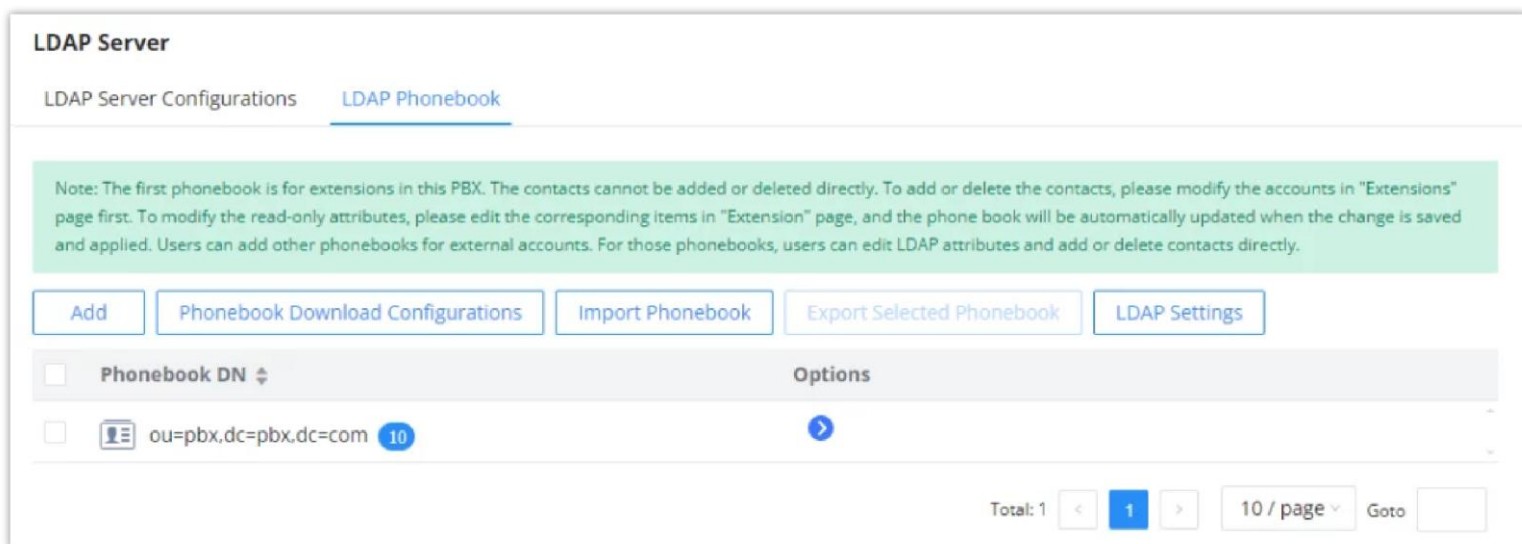 LDAP Server
LDAP Server Configurations LDAP Phonebook
Note: The first phonebook is for extensions in this PBX. The contacts cannot be added or deleted directly. To add or delete the contacts, please modify the accounts in "Extensions"
page first. To modify the read-only attributes, please edit the corresponding items in "Extension" page, and the phone book will be automatically updated when the change is saved
and applied. Users can add other phonebooks for external accounts. For those phonebooks, users can edit LDAP attributes and add or delete contacts directly.
Add Phonebook Download Configurations Import Phonebook Export Selected Phonebook LDAP Settings
Phonebook DN Options
ou=pbx,dc=pbx,dc=com 10
Total: 1 < 1 > 10 / page Goto